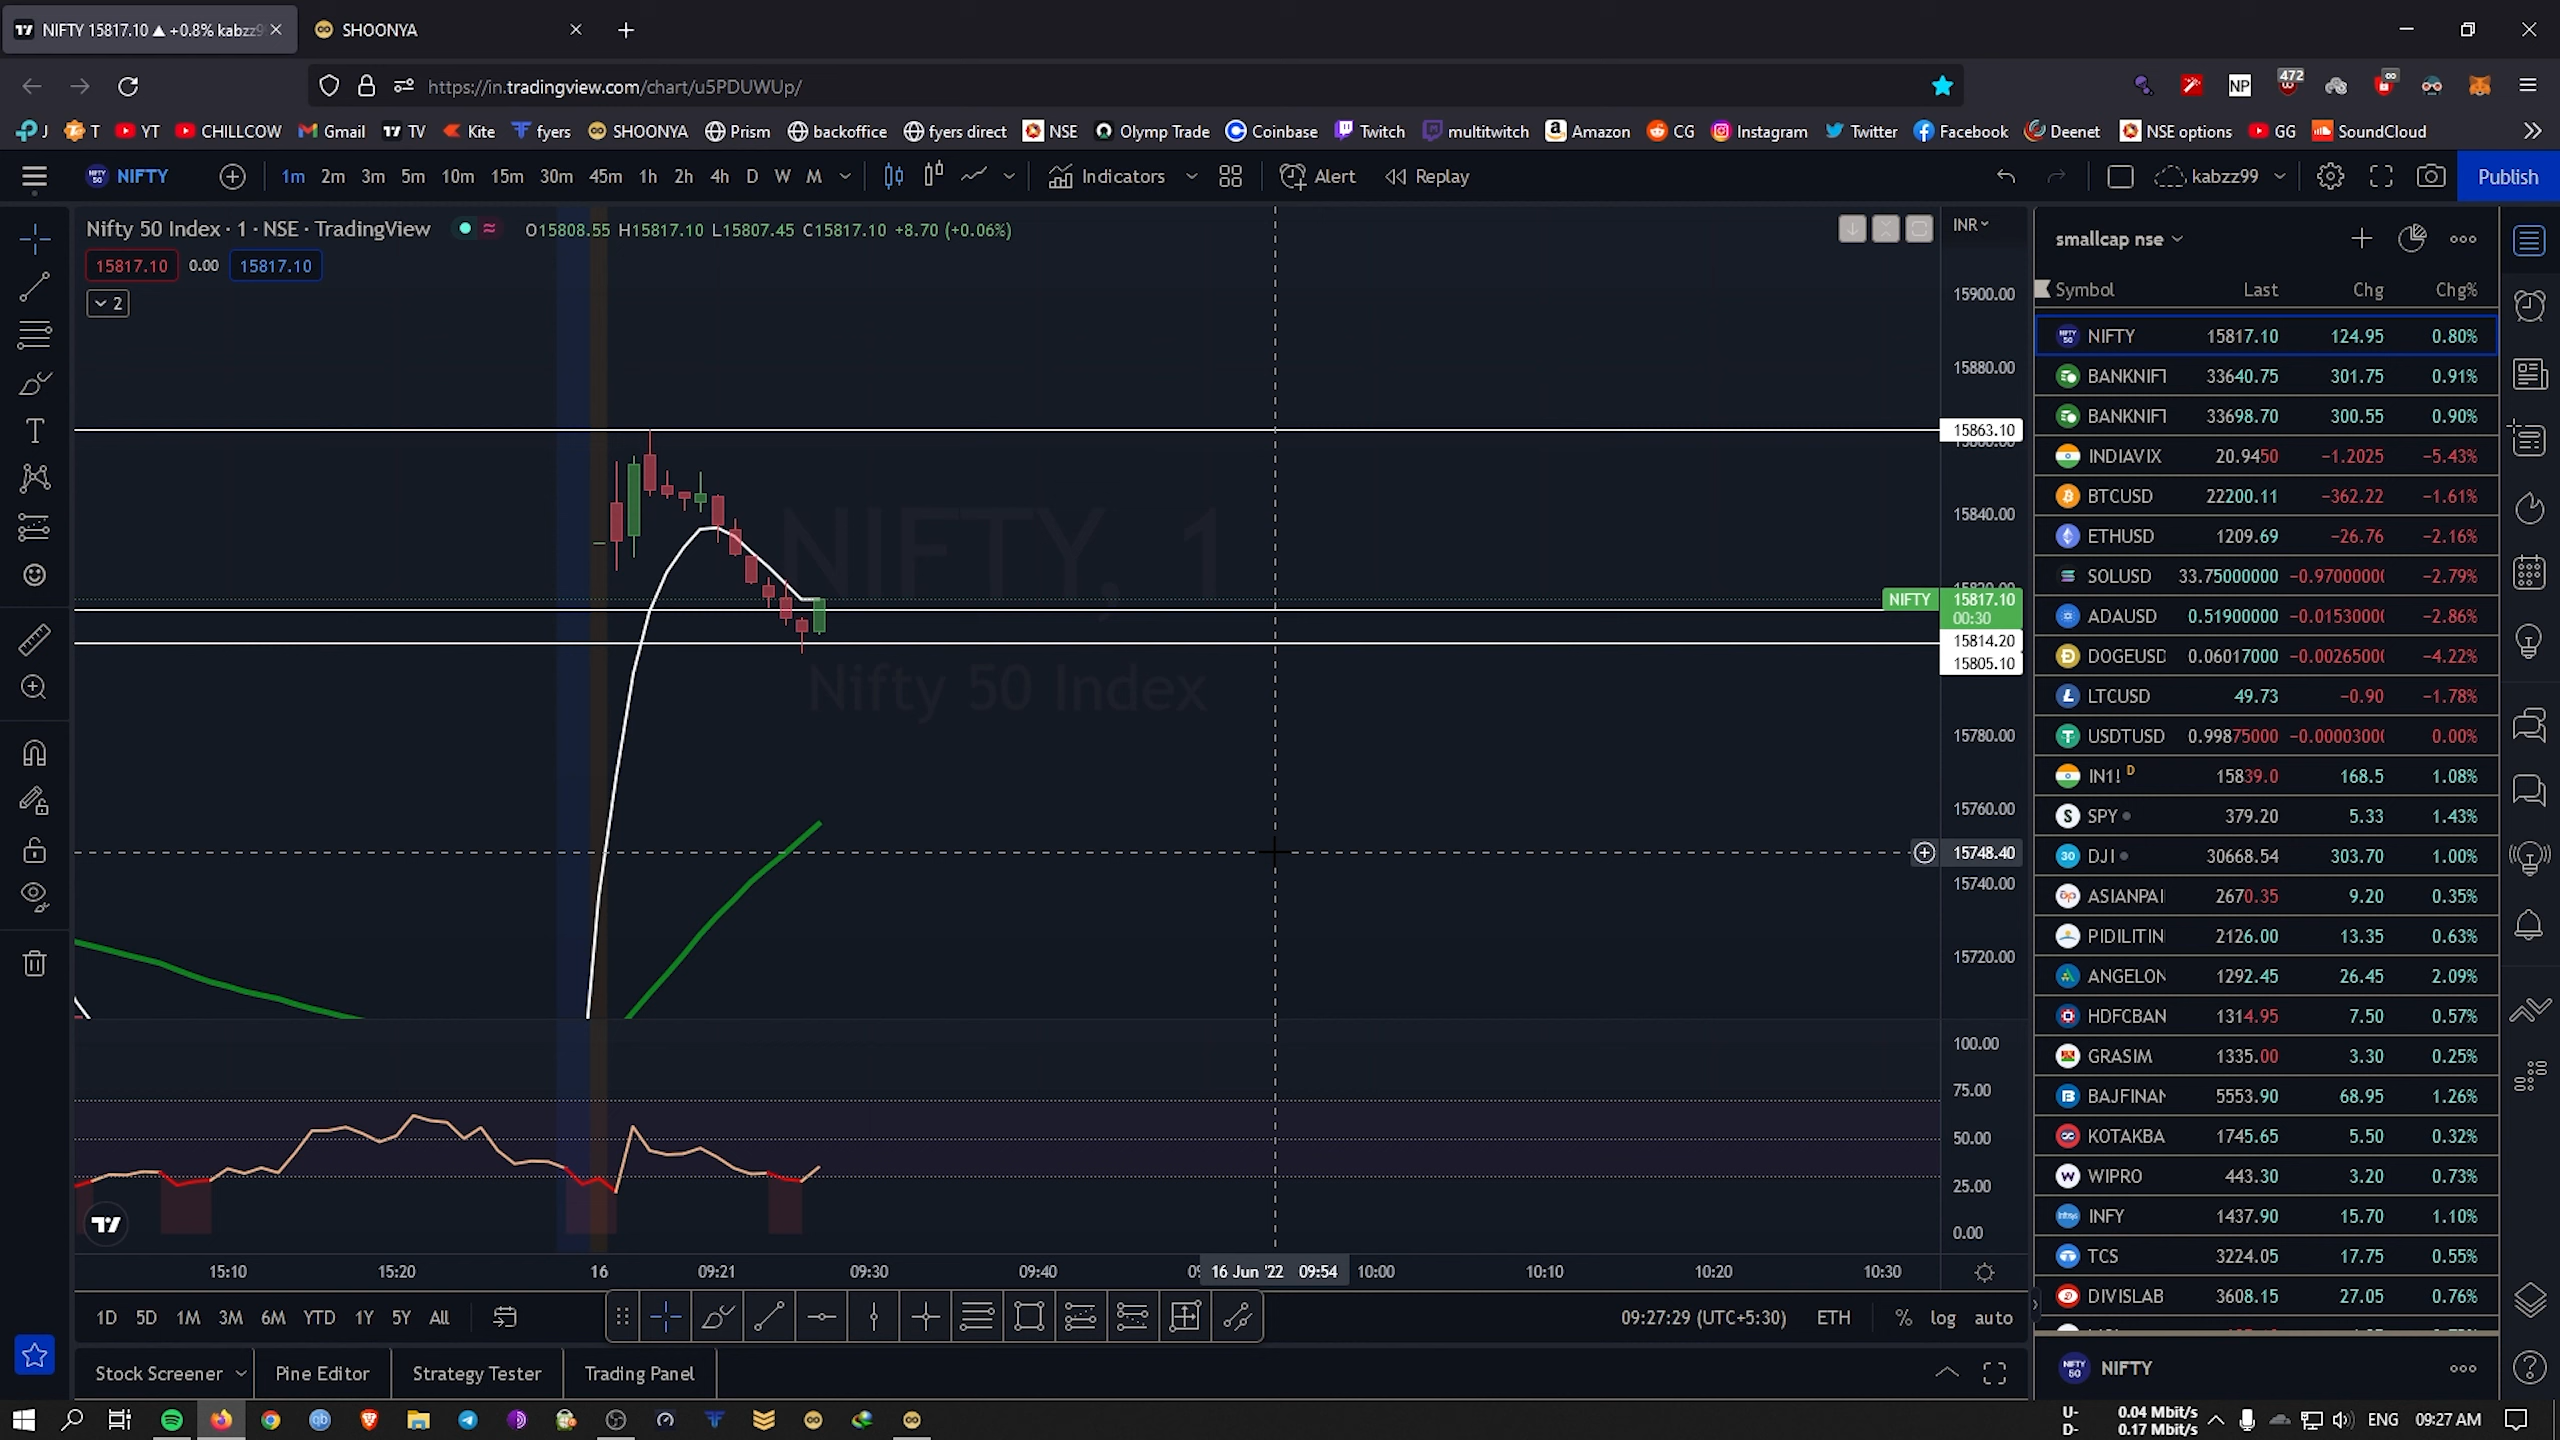 NIFTY 15817.10 ▲ +0.8% kabzz9
SHOONYA
https://in.tradingview.com/chart/u5PDUWUp/
NP
472
J T YT CHILLCOW Gmail TV Kite fyers SHOONYA Prism backoffice fyers direct NSE Olymp Trade Coinbase Twitch multitwitch Amazon CG Instagram Twitter Facebook Deenet NSE options GG SoundCloud
NIFTY 1m 2m 3m 5m 10m 15m 30m 45m 1h 2h 4h D W M Indicators Alert Replay kabzz99 Publish
Nifty 50 Index · 1 · NSE · TradingView O15808.55 H15817.10 L15807.45 C15817.10 +8.70 (+0.06%)
15817.10 0.00 15817.10
2
INR
15900.00
15880.00
15863.10
15840.00
NIFTY 15817.10
00:30
15814.20
15805.10
15780.00
15760.00
15748.40
15740.00
15720.00
NIFTY, 1
Nifty 50 Index
100.00
75.00
50.00
25.00
0.00
15:10 15:20 16 09:21 09:30 09:40 16 Jun '22 09:54 10:00 10:10 10:20 10:30
1D 5D 1M 3M 6M YTD 1Y 5Y All
09:27:29 (UTC+5:30) ETH % log auto
Stock Screener Pine Editor Strategy Tester Trading Panel
smallcap nse
Symbol Last Chg Chg%
NIFTY 15817.10 124.95 0.80%
BANKNIFT 33640.75 301.75 0.91%
BANKNIFT 33698.70 300.55 0.90%
INDIAVIX 20.9450 −1.2025 −5.43%
BTCUSD 22200.11 −362.22 −1.61%
ETHUSD 1209.69 −26.76 −2.16%
SOLUSD 33.75000000 −0.9700000 −2.79%
ADAUSD 0.51900000 −0.0153000 −2.86%
DOGEUSD 0.06017000 −0.0026500 −4.22%
LTCUSD 49.73 −0.90 −1.78%
USDTUSD 0.99875000 −0.0000300 0.00%
IN1! D 15839.0 168.5 1.08%
SPY 379.20 5.33 1.43%
DJI 30668.54 303.70 1.00%
ASIANPAI 2670.35 9.20 0.35%
PIDILITIN 2126.00 13.35 0.63%
ANGELON 1292.45 26.45 2.09%
HDFCBAN 1314.95 7.50 0.57%
GRASIM 1335.00 3.30 0.25%
BAJFINAN 5553.90 68.95 1.26%
KOTAKBA 1745.65 5.50 0.32%
WIPRO 443.30 3.20 0.73%
INFY 1437.90 15.70 1.10%
TCS 3224.05 17.75 0.55%
DIVISLAB 3608.15 27.05 0.76%
NIFTY
U- 0.04 Mbit/s
D- 0.17 Mbit/s
ENG 09:27 AM